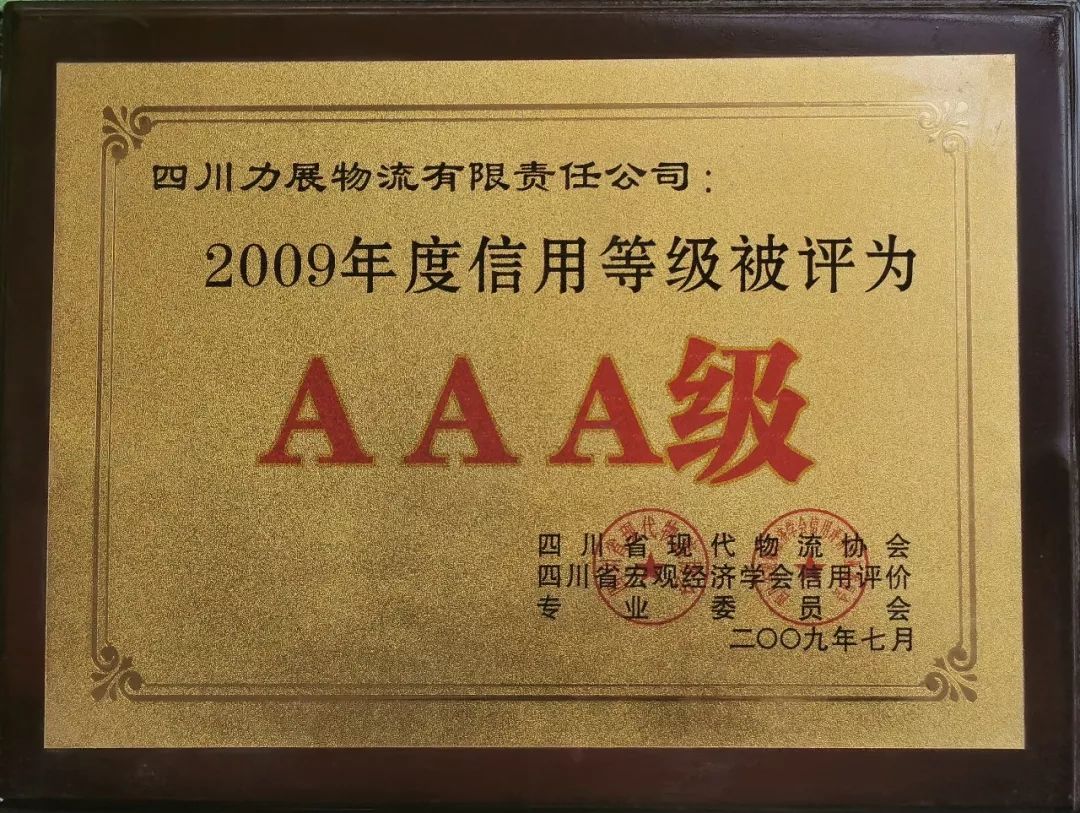 四川力展物流有限责任公司：
2009年度信用等级被评为
AAA级
四川省现代物流协会
四川省宏观经济学会信用评价
专业委员会
二〇〇九年七月